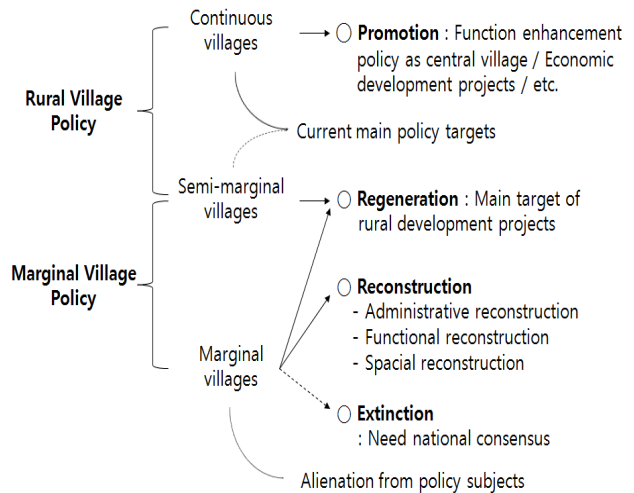 Continuous
villages
Promotion : Function enhancement
policy as central village / Economic
development projects / etc.
Rural Village
Policy
Current main policy targets
Semi-marginal
villages
Regeneration : Main target of
rural development projects
Marginal Village
Policy
Reconstruction
- Administrative reconstruction
- Functional reconstruction
- Spacial reconstruction
Marginal
villages
Extinction
: Need national consensus
Alienation from policy subjects